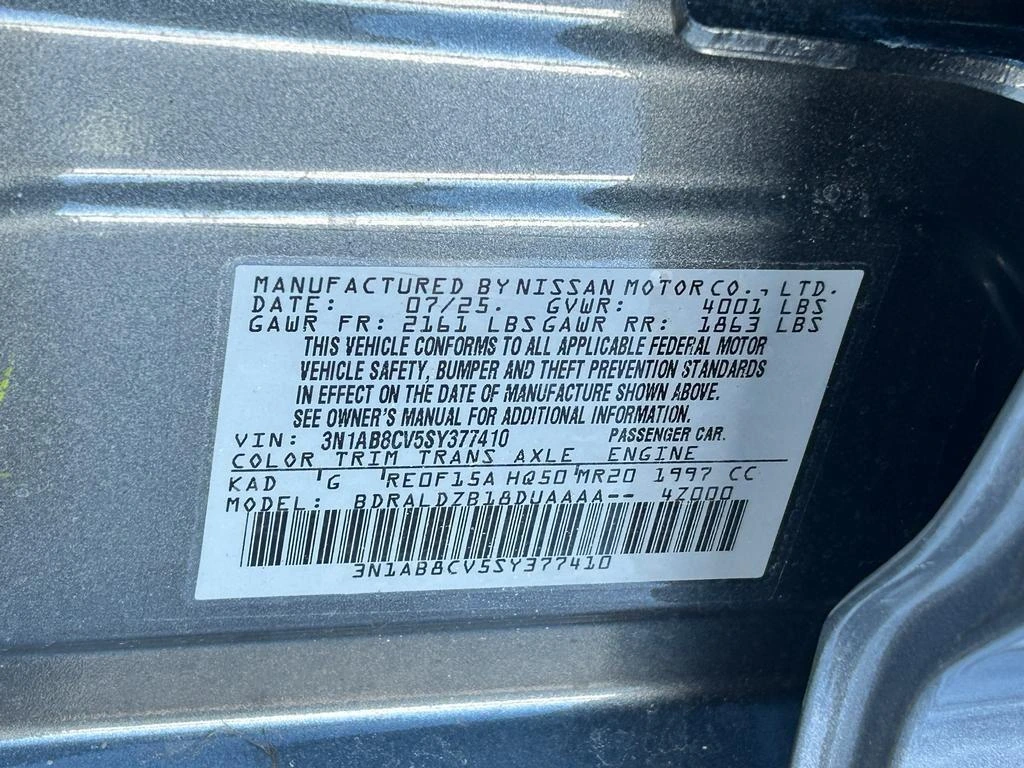 MANUFACTURED BY NISSAN MOTOR CO., LTD.
DATE: 07/25. GVWR: 4001 LBS
GAWR FR: 2161 LBS GAWR RR: 1863 LBS
THIS VEHICLE CONFORMS TO ALL APPLICABLE FEDERAL MOTOR
VEHICLE SAFETY, BUMPER AND THEFT PREVENTION STANDARDS
IN EFFECT ON THE DATE OF MANUFACTURE SHOWN ABOVE.
SEE OWNER'S MANUAL FOR ADDITIONAL INFORMATION.
VIN: 3N1AB8CV5SY377410 PASSENGER CAR.
COLOR TRIM TRANS AXLE ENGINE
KAD G RE0F15A HQ50 MR20 1997 CC
MODEL: BDRALDZB18DUAAAA-- 4Z000
3N1AB8CV5SY377410